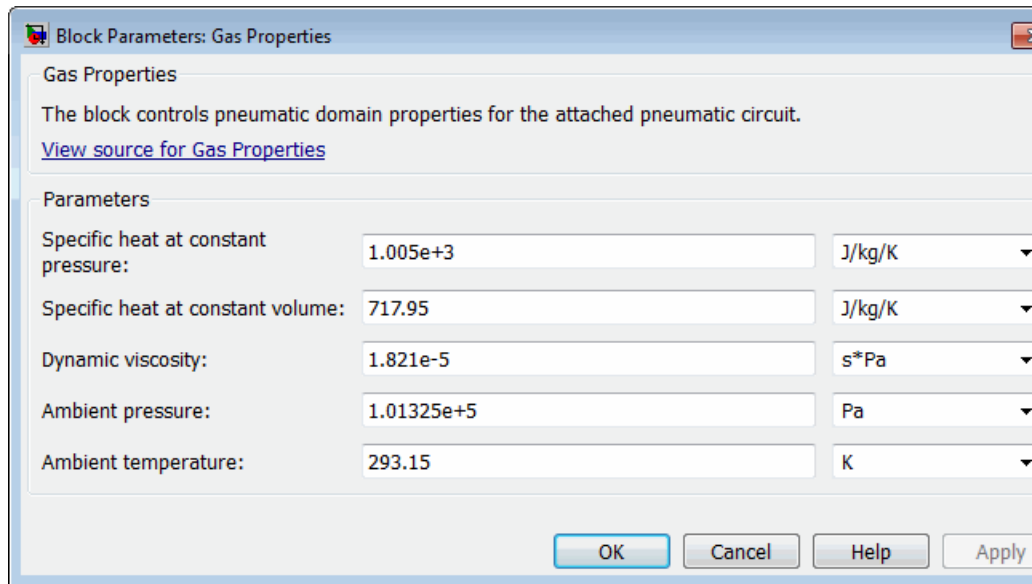 Block Parameters: Gas Properties
Gas Properties
The block controls pneumatic domain properties for the attached pneumatic circuit.
View source for Gas Properties
Parameters
Specific heat at constant
pressure: 1.005e+3 J/kg/K
Specific heat at constant volume: 717.95 J/kg/K
Dynamic viscosity: 1.821e-5 s*Pa
Ambient pressure: 1.01325e+5 Pa
Ambient temperature: 293.15 K
OK Cancel Help Apply